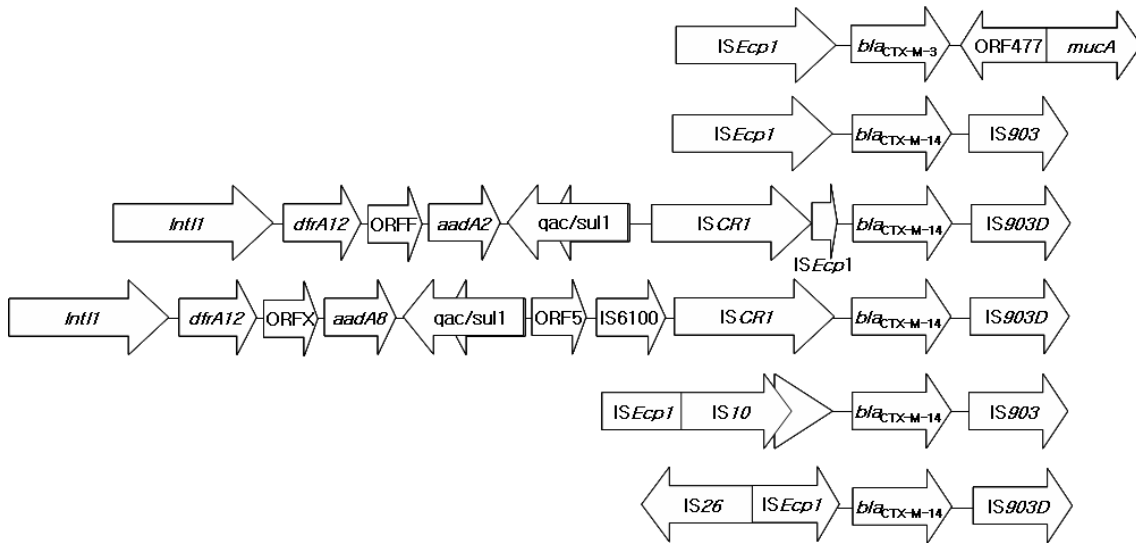 ISEcp1 blaCTX-M-3 ORF477 mucA
ISEcp1 blaCTX-M-14 IS903
IntI1 dfrA12 ORFF aadA2 qac/sul1 ISCR1 blaCTX-M-14 IS903D
ISEcp1
IntI1 dfrA12 ORFX aadA8 qac/sul1 ORF5 IS6100 ISCR1 blaCTX-M-14 IS903D
ISEcp1 IS10 blaCTX-M-14 IS903
IS26 ISEcp1 blaCTX-M-14 IS903D